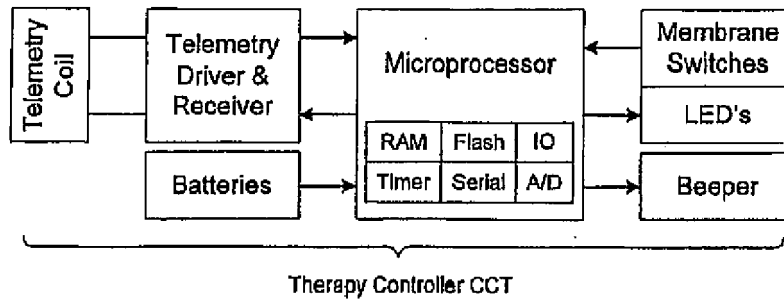 Telemetry
Coil
Telemetry
Driver &
Receiver
Batteries
Microprocessor
RAM Flash IO
Timer Serial A/D
Membrane
Switches
LED's
Beeper
Therapy Controller CCT